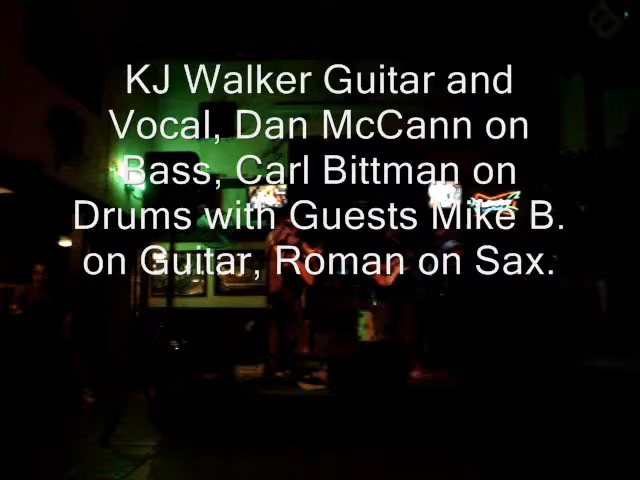 KJ Walker Guitar and
Vocal, Dan McCann on
Bass, Carl Bittman on
Drums with Guests Mike B.
on Guitar, Roman on Sax.